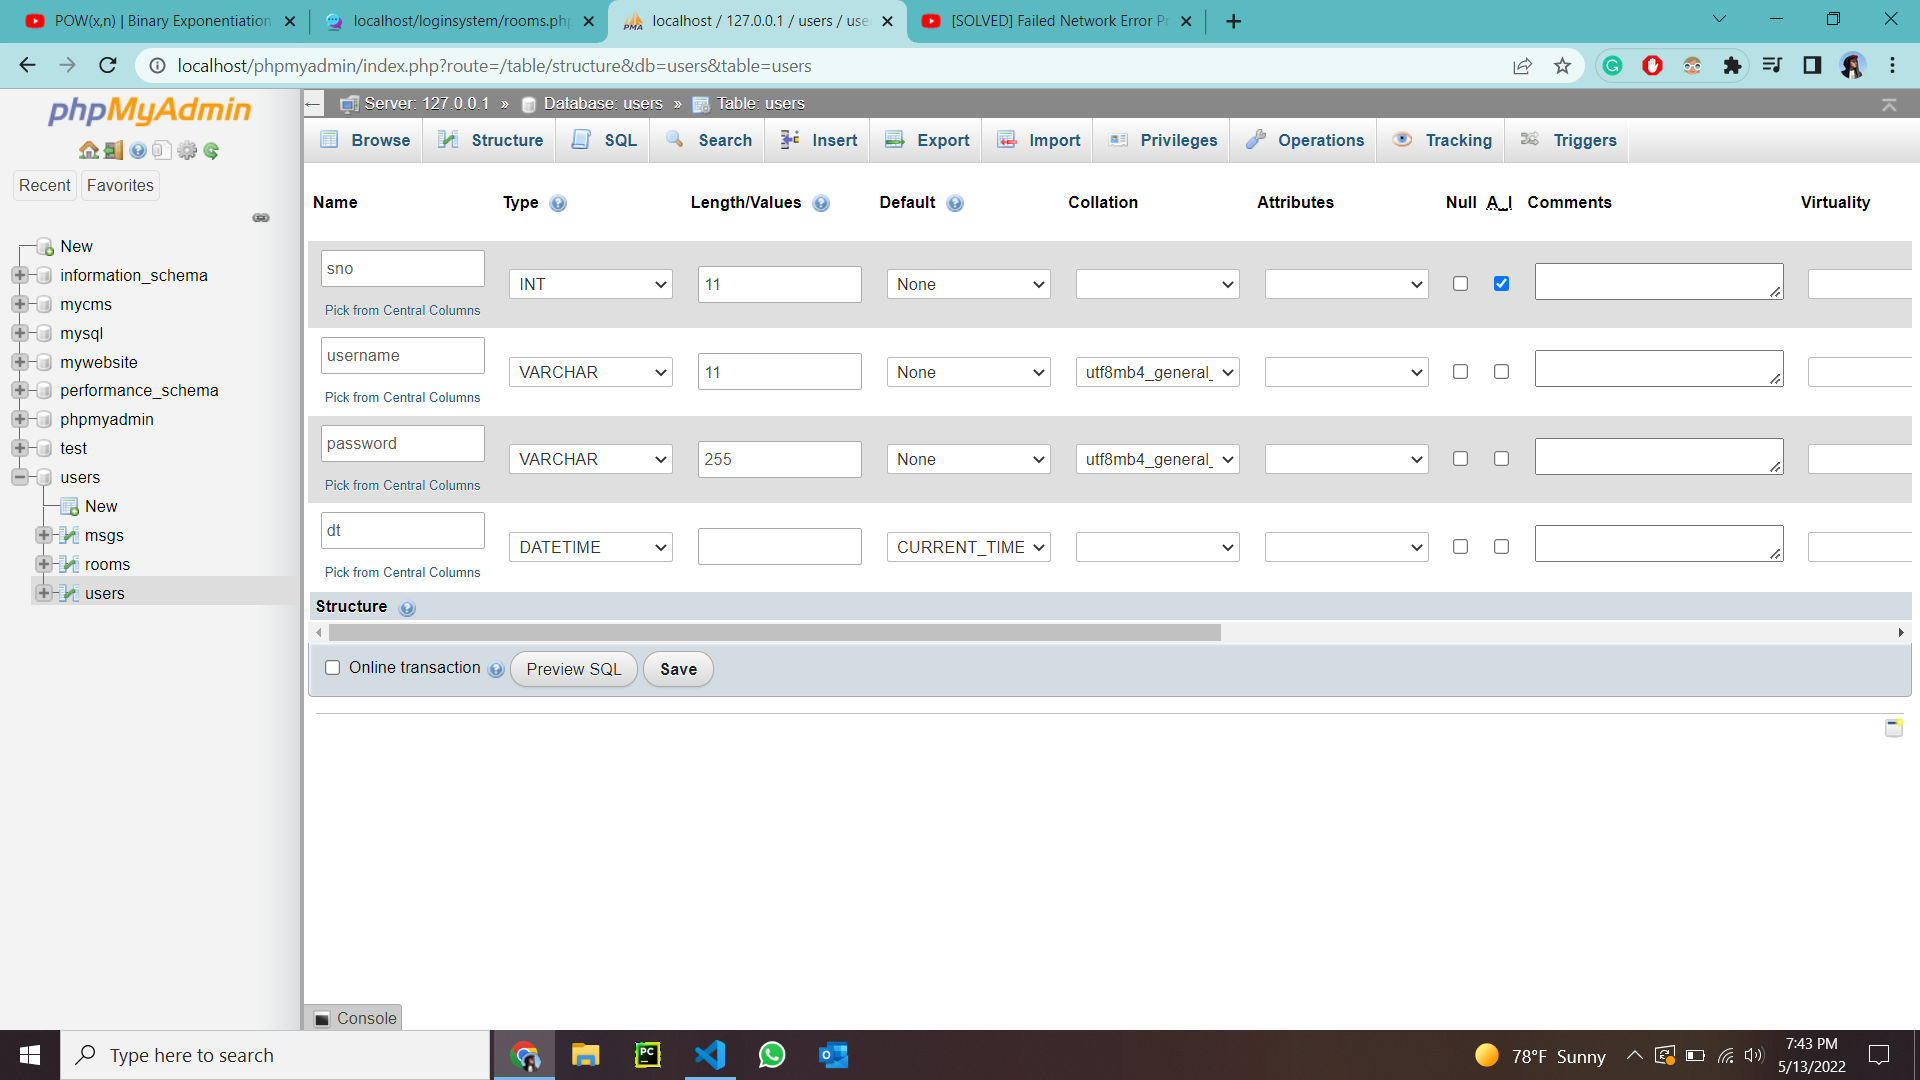 POW(x,n) | Binary Exponentiation
localhost/loginsystem/rooms.php
localhost / 127.0.0.1 / users / use
[SOLVED] Failed Network Error Pr
localhost/phpmyadmin/index.php?route=/table/structure&db=users&table=users
phpMyAdmin
Recent
Favorites
New
information_schema
mycms
mysql
mywebsite
performance_schema
phpmyadmin
test
users
New
msgs
rooms
users
Server: 127.0.0.1 » Database: users » Table: users
Browse Structure SQL Search Insert Export Import Privileges Operations Tracking Triggers
Name Type Length/Values Default Collation Attributes Null A_I Comments Virtuality
sno INT 11 None
Pick from Central Columns
username VARCHAR 11 None utf8mb4_general_
Pick from Central Columns
password VARCHAR 255 None utf8mb4_general_
Pick from Central Columns
dt DATETIME CURRENT_TIME
Pick from Central Columns
Structure
Online transaction Preview SQL Save
Console
Type here to search
PC
78°F Sunny
7:43 PM
5/13/2022